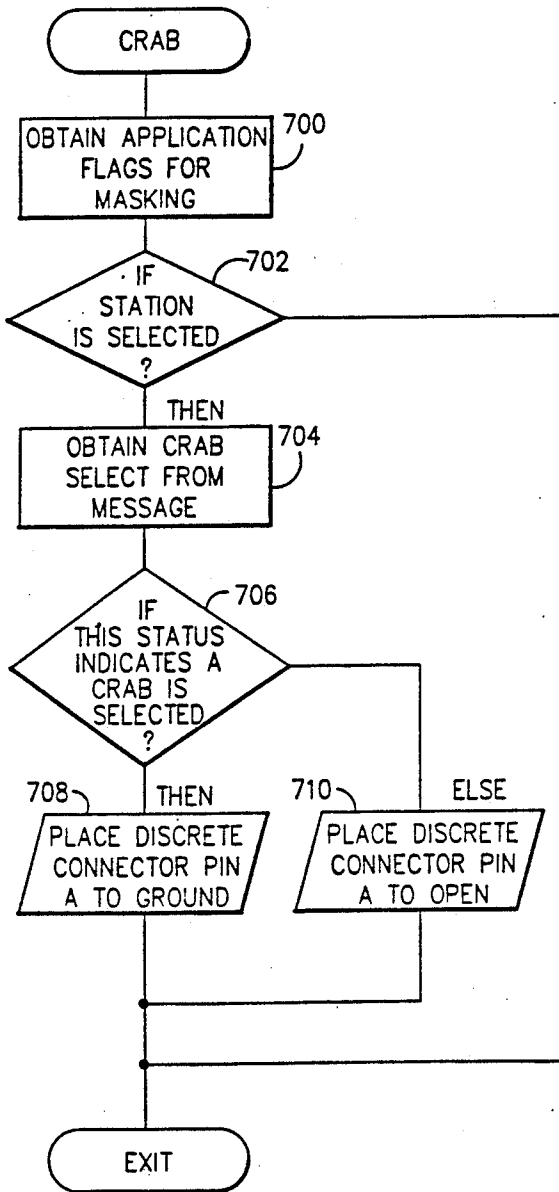 CRAB
OBTAIN APPLICATION
FLAGS FOR
MASKING
700
IF
STATION
IS SELECTED
?
702
THEN
OBTAIN CRAB
SELECT FROM
MESSAGE
704
IF
THIS STATUS
INDICATES A
CRAB IS
SELECTED
?
706
708
THEN
PLACE DISCRETE
CONNECTOR PIN
A TO GROUND
710
ELSE
PLACE DISCRETE
CONNECTOR PIN
A TO OPEN
EXIT